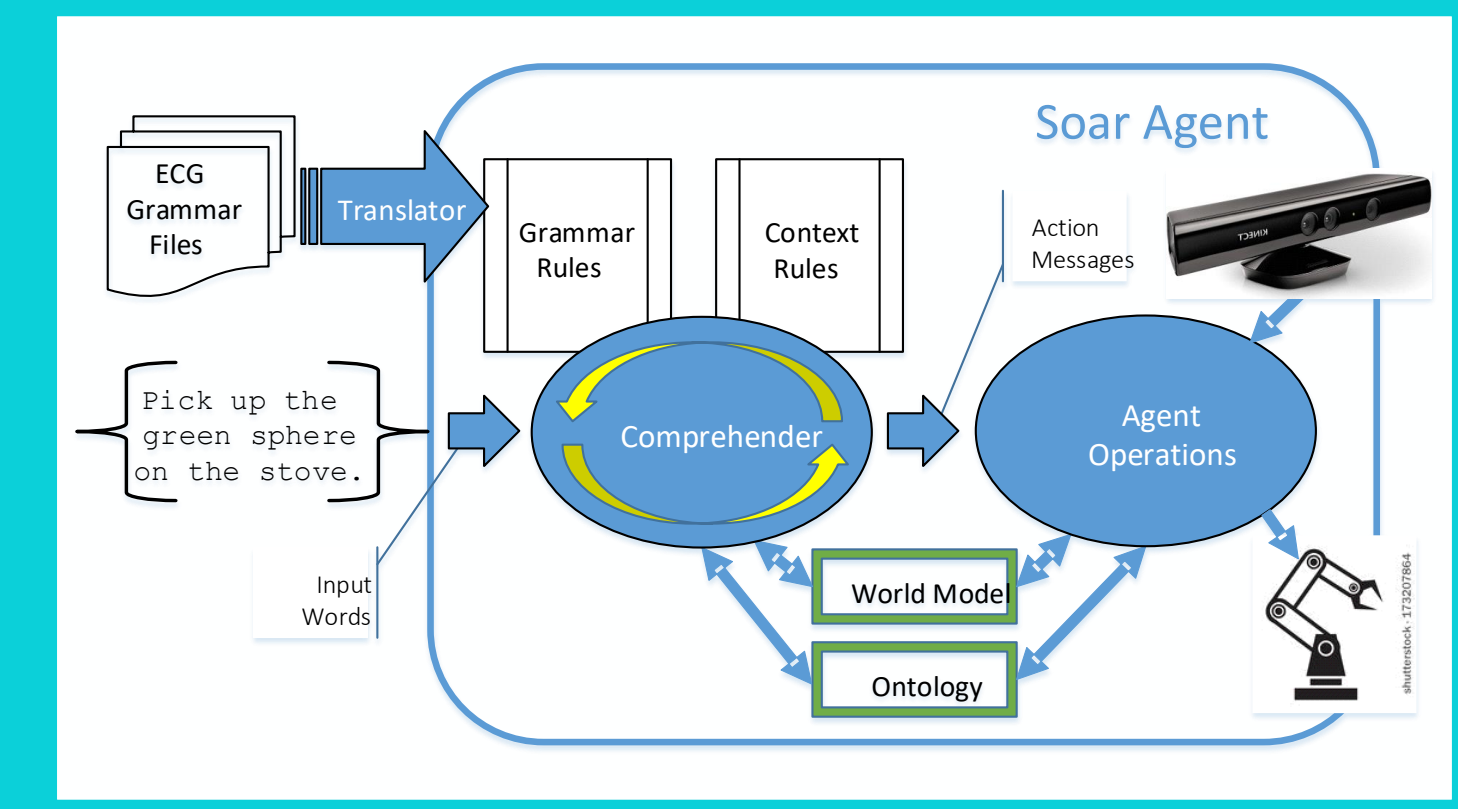 Soar Agent
ECG
Grammar
Files
Translator
Grammar
Rules
Context
Rules
Action
Messages
KINECT
Pick up the
green sphere
on the stove.
Comprehender
Agent
Operations
Input
Words
World Model
Ontology
shutterstock · 173207864